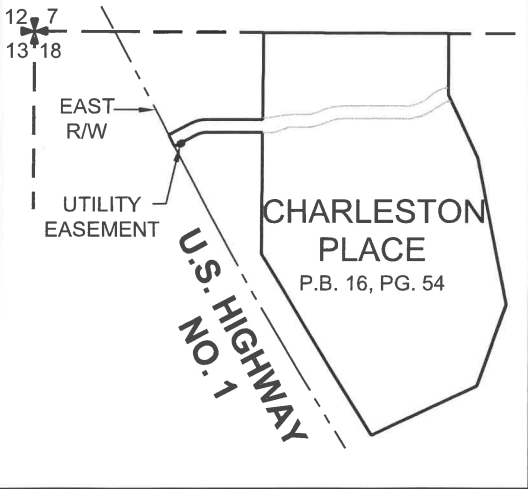 12 7
13 18
EAST
R/W
UTILITY
EASEMENT
CHARLESTON
PLACE
P.B. 16, PG. 54
U.S. HIGHWAY
NO. 1